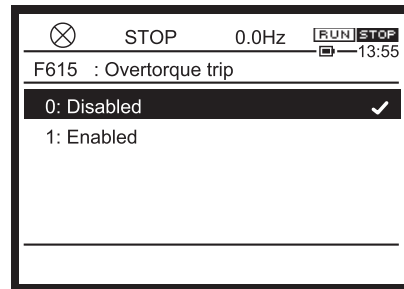 STOP 0.0Hz RUN STOP
13:55
F615 : Overtorque trip
0: Disabled
1: Enabled